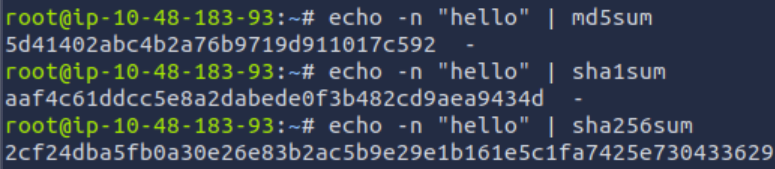 root@ip-10-48-183-93:~# echo -n "hello" | md5sum
5d41402abc4b2a76b9719d911017c592  -
root@ip-10-48-183-93:~# echo -n "hello" | sha1sum
aaf4c61ddcc5e8a2dabede0f3b482cd9aea9434d  -
root@ip-10-48-183-93:~# echo -n "hello" | sha256sum
2cf24dba5fb0a30e26e83b2ac5b9e29e1b161e5c1fa7425e730433629